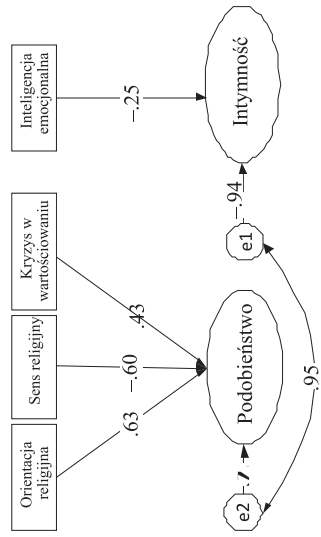 Inteligencja
emocjonalna
–.25
Intymność
Kryzys w
wartościowaniu
.43
–.94
e1
Sens religijny
–.60
Podobieństwo
.95
Orientacja
religijna
.63
e2